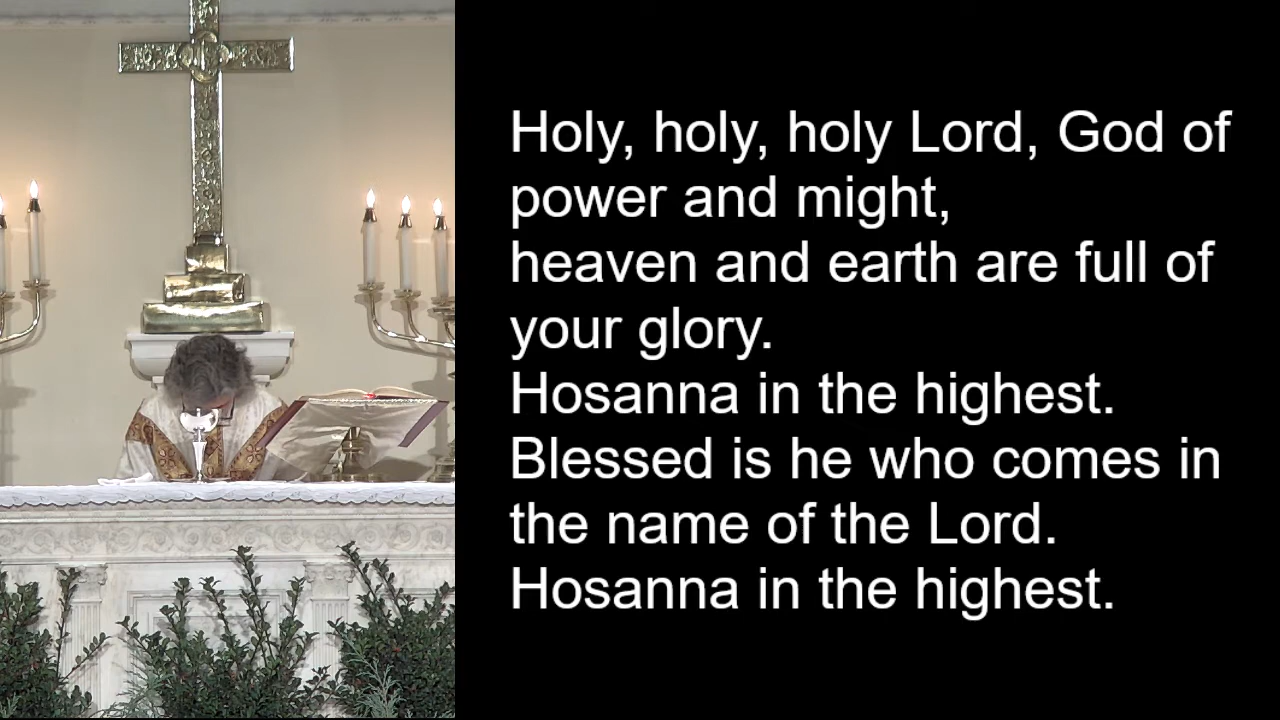 Holy, holy, holy Lord, God of
power and might,
heaven and earth are full of
your glory.
Hosanna in the highest.
Blessed is he who comes in
the name of the Lord.
Hosanna in the highest.